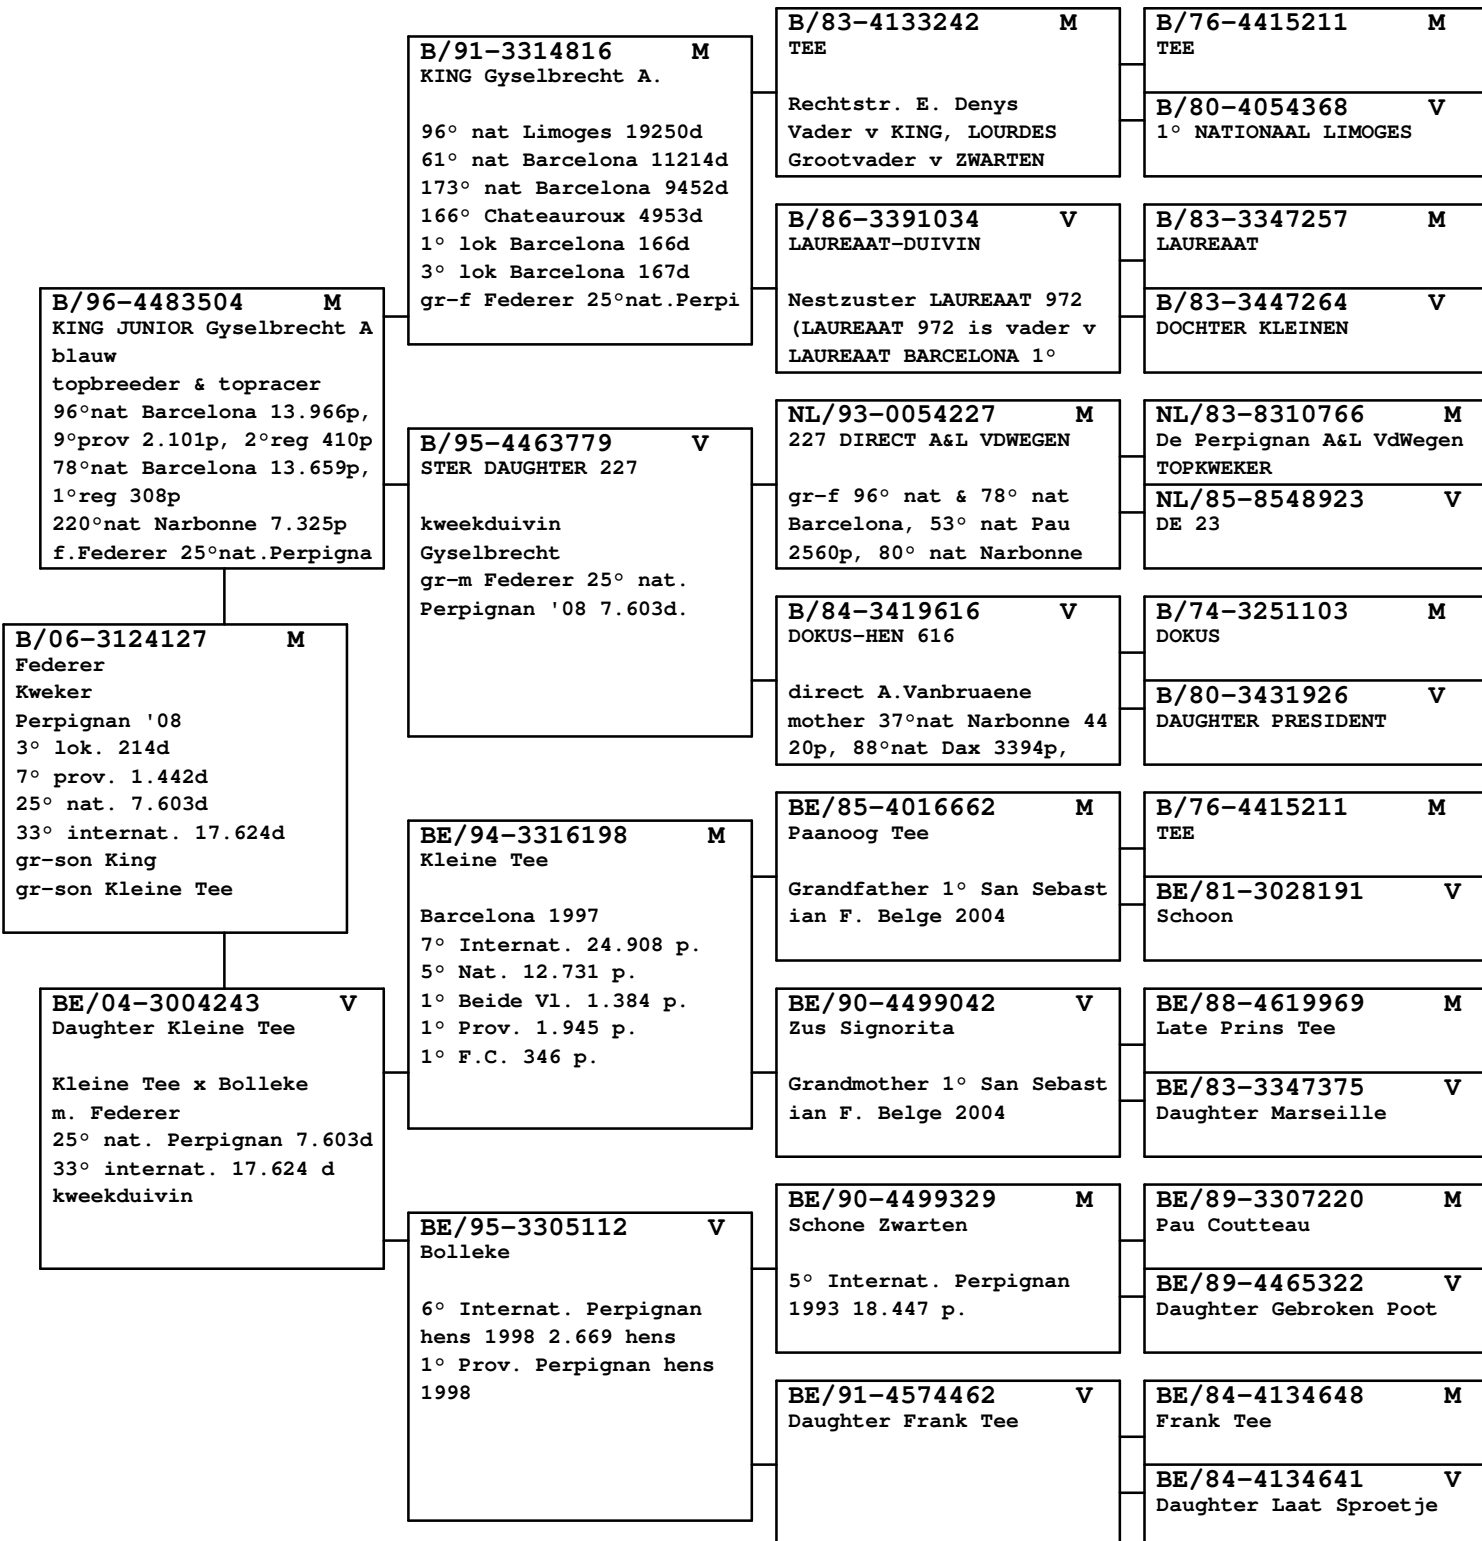 B/06-3124127 M
Federer
Kweker
Perpignan '08
3° lok. 214d
7° prov. 1.442d
25° nat. 7.603d
33° internat. 17.624d
gr-son King
gr-son Kleine Tee
B/96-4483504 M
KING JUNIOR Gyselbrecht A
blauw
topbreeder & topracer
96°nat Barcelona 13.966p,
9°prov 2.101p, 2°reg 410p
78°nat Barcelona 13.659p,
1°reg 308p
220°nat Narbonne 7.325p
f.Federer 25°nat.Perpigna
BE/04-3004243 V
Daughter Kleine Tee
Kleine Tee x Bolleke
m. Federer
25° nat. Perpignan 7.603d
33° internat. 17.624 d
kweekduivin
B/91-3314816 M
KING Gyselbrecht A.
96° nat Limoges 19250d
61° nat Barcelona 11214d
173° nat Barcelona 9452d
166° Chateauroux 4953d
1° lok Barcelona 166d
3° lok Barcelona 167d
gr-f Federer 25°nat.Perpi
B/95-4463779 V
STER DAUGHTER 227
kweekduivin
Gyselbrecht
gr-m Federer 25° nat.
Perpignan '08 7.603d.
BE/94-3316198 M
Kleine Tee
Barcelona 1997
7° Internat. 24.908 p.
5° Nat. 12.731 p.
1° Beide Vl. 1.384 p.
1° Prov. 1.945 p.
1° F.C. 346 p.
BE/95-3305112 V
Bolleke
6° Internat. Perpignan
hens 1998 2.669 hens
1° Prov. Perpignan hens
1998
B/83-4133242 M
TEE
Rechtstr. E. Denys
Vader v KING, LOURDES
Grootvader v ZWARTEN
B/86-3391034 V
LAUREAAT-DUIVIN
Nestzuster LAUREAAT 972
(LAUREAAT 972 is vader v
LAUREAAT BARCELONA 1°
NL/93-0054227 M
227 DIRECT A&L VDWEGEN
gr-f 96° nat & 78° nat
Barcelona, 53° nat Pau
2560p, 80° nat Narbonne
B/84-3419616 V
DOKUS-HEN 616
direct A.Vanbruaene
mother 37°nat Narbonne 44
20p, 88°nat Dax 3394p,
BE/85-4016662 M
Paanoog Tee
Grandfather 1° San Sebast
ian F. Belge 2004
BE/90-4499042 V
Zus Signorita
Grandmother 1° San Sebast
ian F. Belge 2004
BE/90-4499329 M
Schone Zwarten
5° Internat. Perpignan
1993 18.447 p.
BE/91-4574462 V
Daughter Frank Tee
B/76-4415211 M
TEE
B/80-4054368 V
1° NATIONAAL LIMOGES
B/83-3347257 M
LAUREAAT
B/83-3447264 V
DOCHTER KLEINEN
NL/83-8310766 M
De Perpignan A&L VdWegen
TOPKWEKER
NL/85-8548923 V
DE 23
B/74-3251103 M
DOKUS
B/80-3431926 V
DAUGHTER PRESIDENT
B/76-4415211 M
TEE
BE/81-3028191 V
Schoon
BE/88-4619969 M
Late Prins Tee
BE/83-3347375 V
Daughter Marseille
BE/89-3307220 M
Pau Coutteau
BE/89-4465322 V
Daughter Gebroken Poot
BE/84-4134648 M
Frank Tee
BE/84-4134641 V
Daughter Laat Sproetje